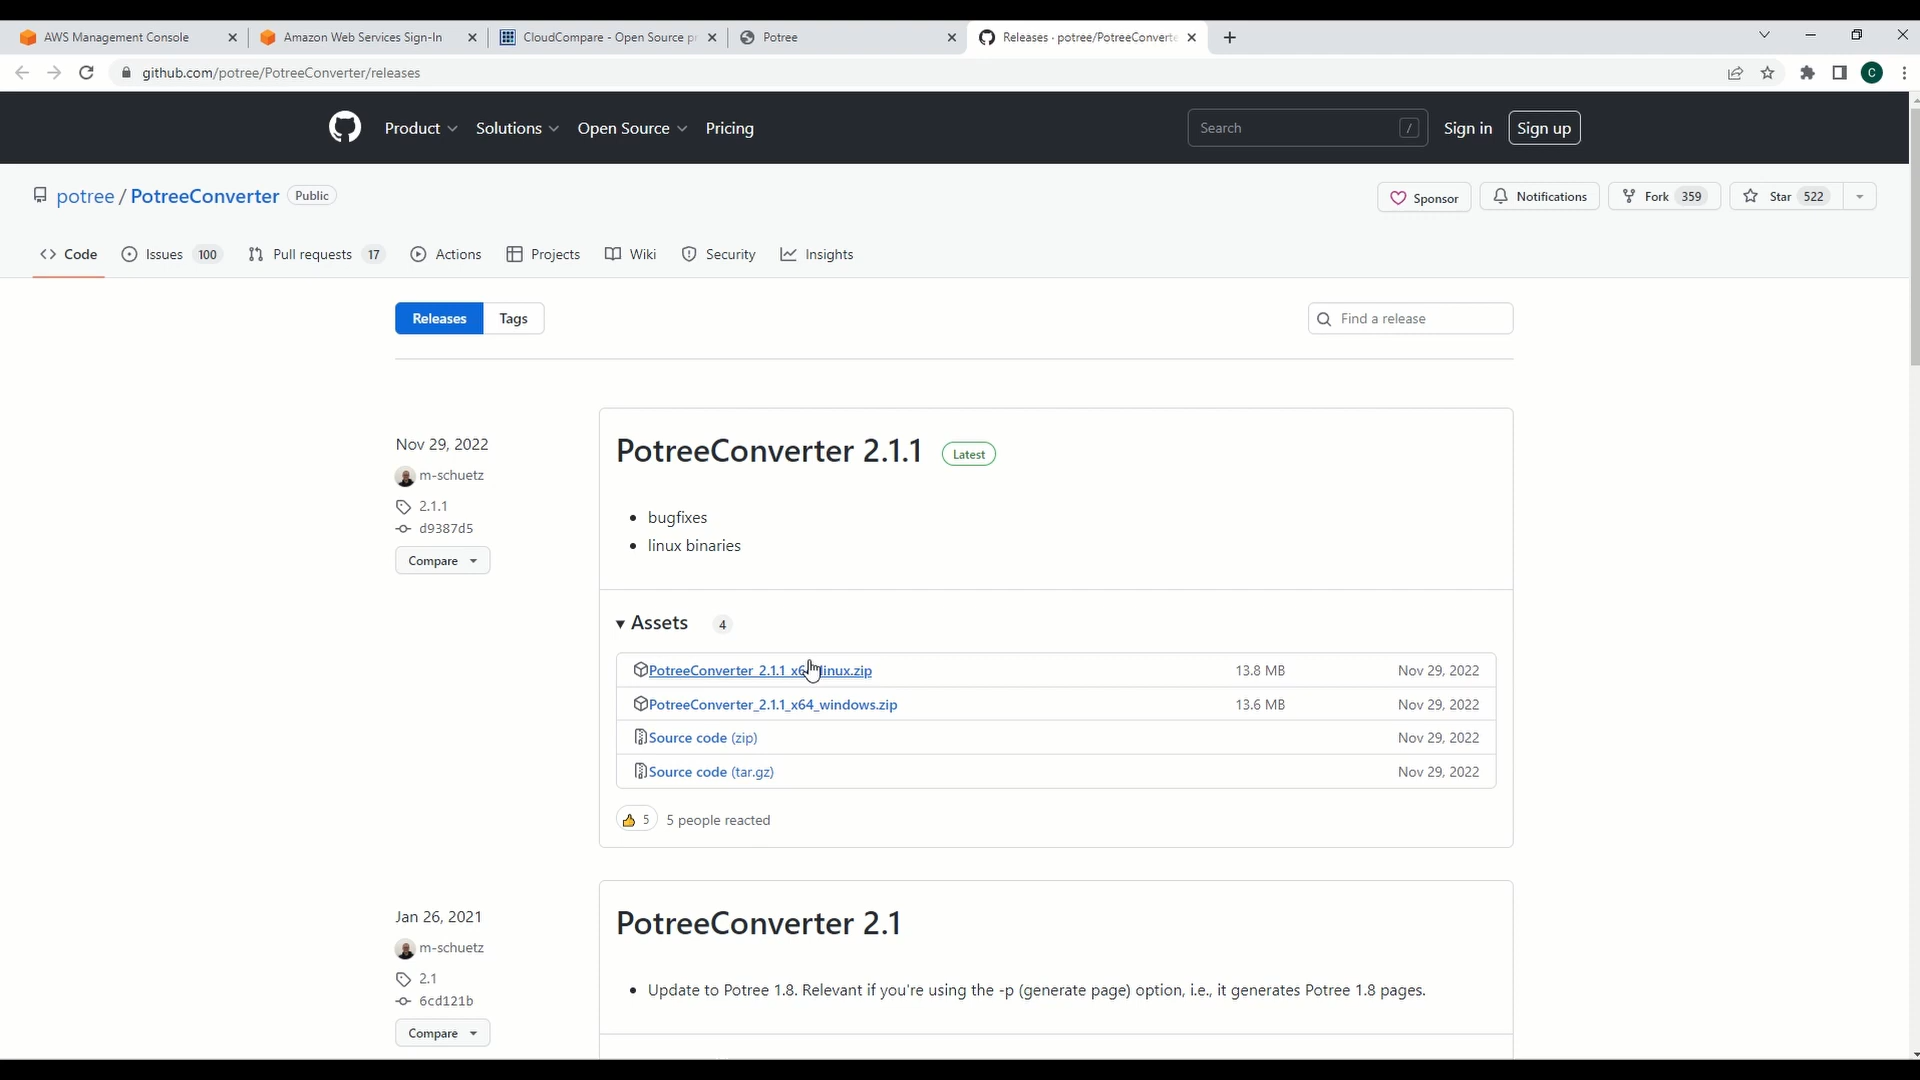 AWS Management Console
Amazon Web Services Sign-In
CloudCompare - Open Source pr
Potree
Releases · potree/PotreeConverte
github.com/potree/PotreeConverter/releases
C
Product
Solutions
Open Source
Pricing
Search
/
Sign in
Sign up
potree / PotreeConverter
Public
Sponsor
Notifications
Fork 359
Star 522
Code
Issues 100
Pull requests 17
Actions
Projects
Wiki
Security
Insights
Releases
Tags
Find a release
Nov 29, 2022
m-schuetz
2.1.1
d9387d5
Compare
PotreeConverter 2.1.1
Latest
• bugfixes
• linux binaries
Assets 4
PotreeConverter_2.1.1_x6 linux.zip 13.8 MB Nov 29, 2022
PotreeConverter_2.1.1_x64_windows.zip 13.6 MB Nov 29, 2022
Source code (zip) Nov 29, 2022
Source code (tar.gz) Nov 29, 2022
👍 5 5 people reacted
Jan 26, 2021
m-schuetz
2.1
6cd121b
Compare
PotreeConverter 2.1
• Update to Potree 1.8. Relevant if you're using the -p (generate page) option, i.e., it generates Potree 1.8 pages.